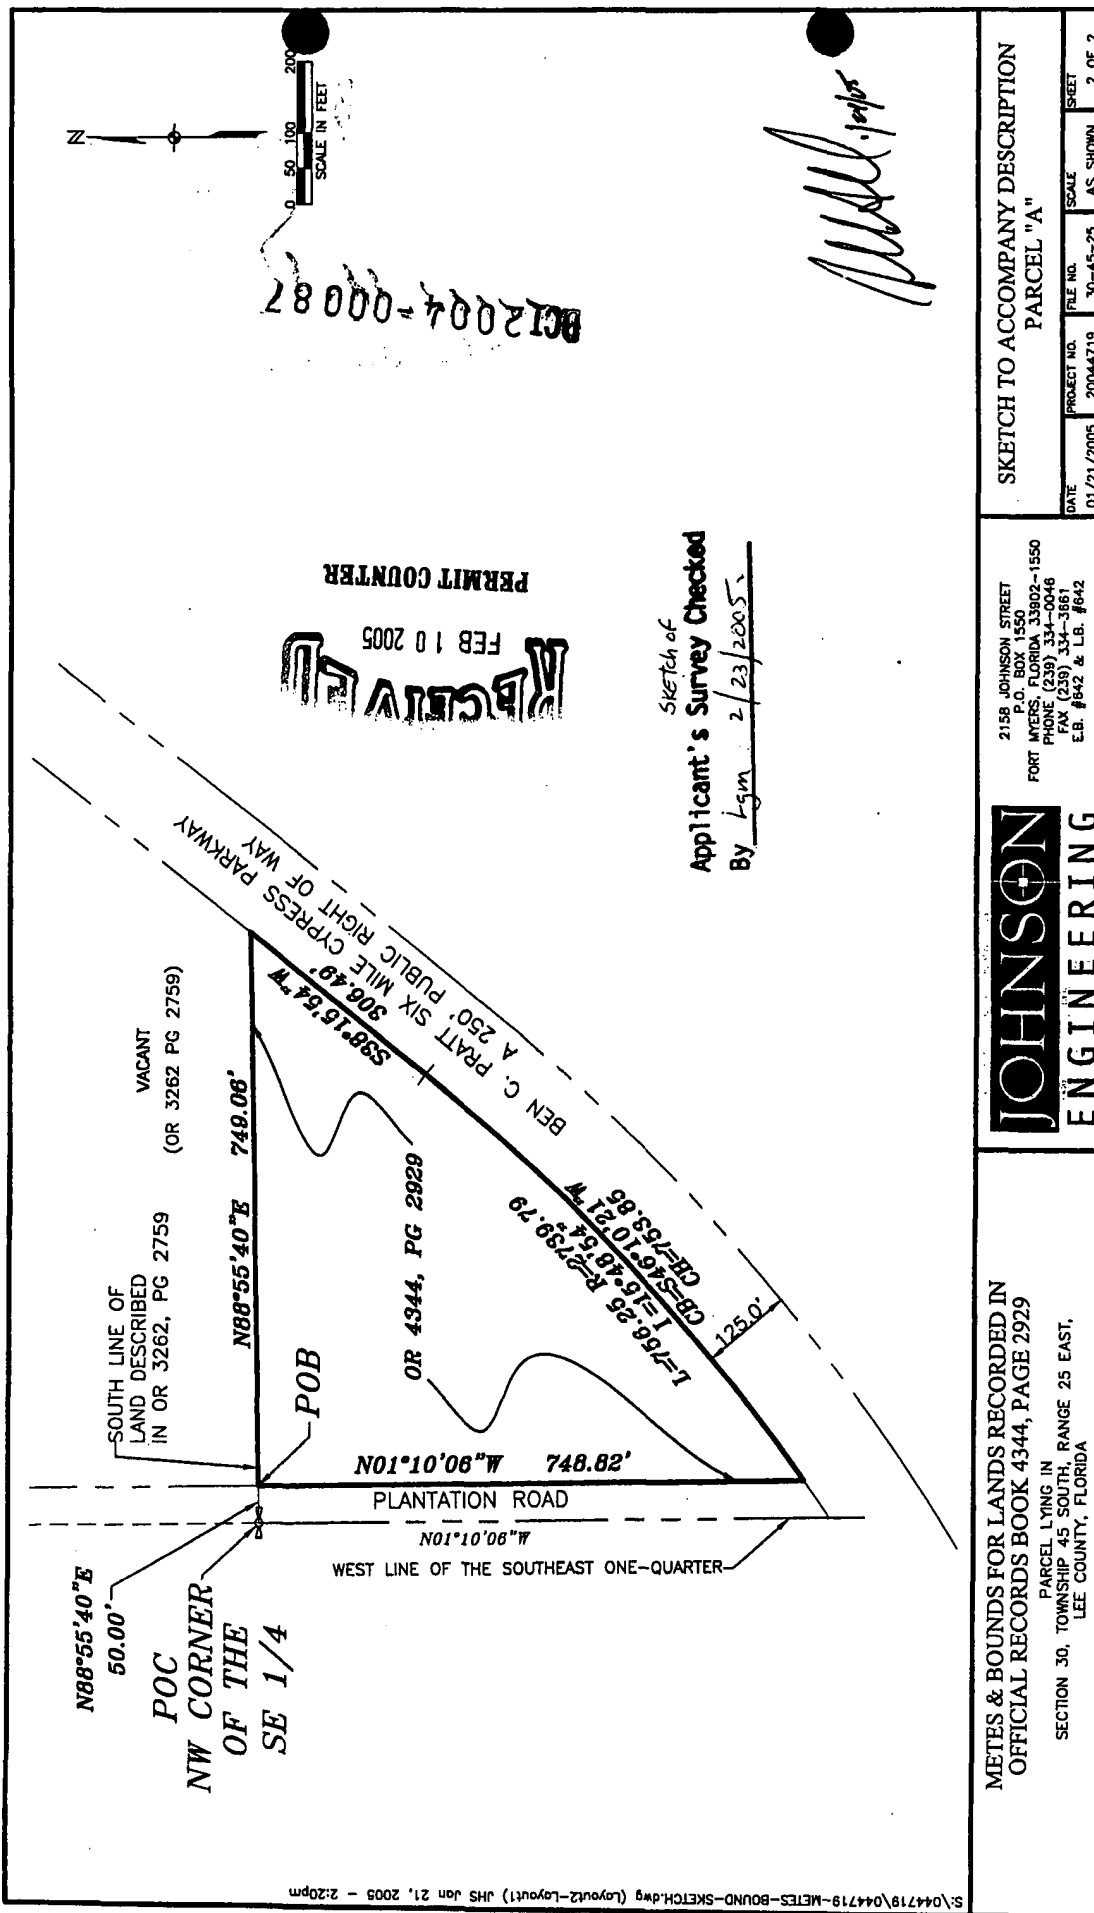 N
0 50 100 200
SCALE IN FEET
DCI2004-00087
SOUTH LINE OF
LAND DESCRIBED
IN OR 3262, PG 2759
VACANT
(OR 3262 PG 2759)
N88°55'40"E
50.00'
N88°55'40"E 749.06'
POC
NW CORNER
OF THE
SE 1/4
POB
S38°15'54"W
306.49'
BEN C. PRATT SIX MILE CYPRESS PARKWAY
A 250' PUBLIC RIGHT OF WAY
OR 4344, PG 2929
L=756.25 R=2739.79
I=15°48'54"
CB=S46°10'21"W
CH=753.85
125.0'
N01°10'06"W 748.82'
PLANTATION ROAD
N01°10'06"W
WEST LINE OF THE SOUTHEAST ONE-QUARTER
RECEIVED
FEB 10 2005
PERMIT COUNTER
Sketch of
Applicant's Survey Checked
By Lgm 2/23/2005.
METES & BOUNDS FOR LANDS RECORDED IN
OFFICIAL RECORDS BOOK 4344, PAGE 2929
PARCEL LYING IN
SECTION 30, TOWNSHIP 45 SOUTH, RANGE 25 EAST,
LEE COUNTY, FLORIDA
JOHNSON
ENGINEERING
2158 JOHNSON STREET
P.O. BOX 1550
FORT MYERS, FLORIDA 33902-1550
PHONE (239) 334-0046
FAX (239) 334-3661
E.B. #642 & L.B. #642
SKETCH TO ACCOMPANY DESCRIPTION
PARCEL "A"
DATE PROJECT NO. FILE NO. SCALE SHEET
01/21/2005 20044719 30-45-25 AS SHOWN 2 OF 2
S:\044719\044719-METES-BOUND-SKETCH.dwg (Layout2-Layout1) JHS Jan 21, 2005 - 2:20pm